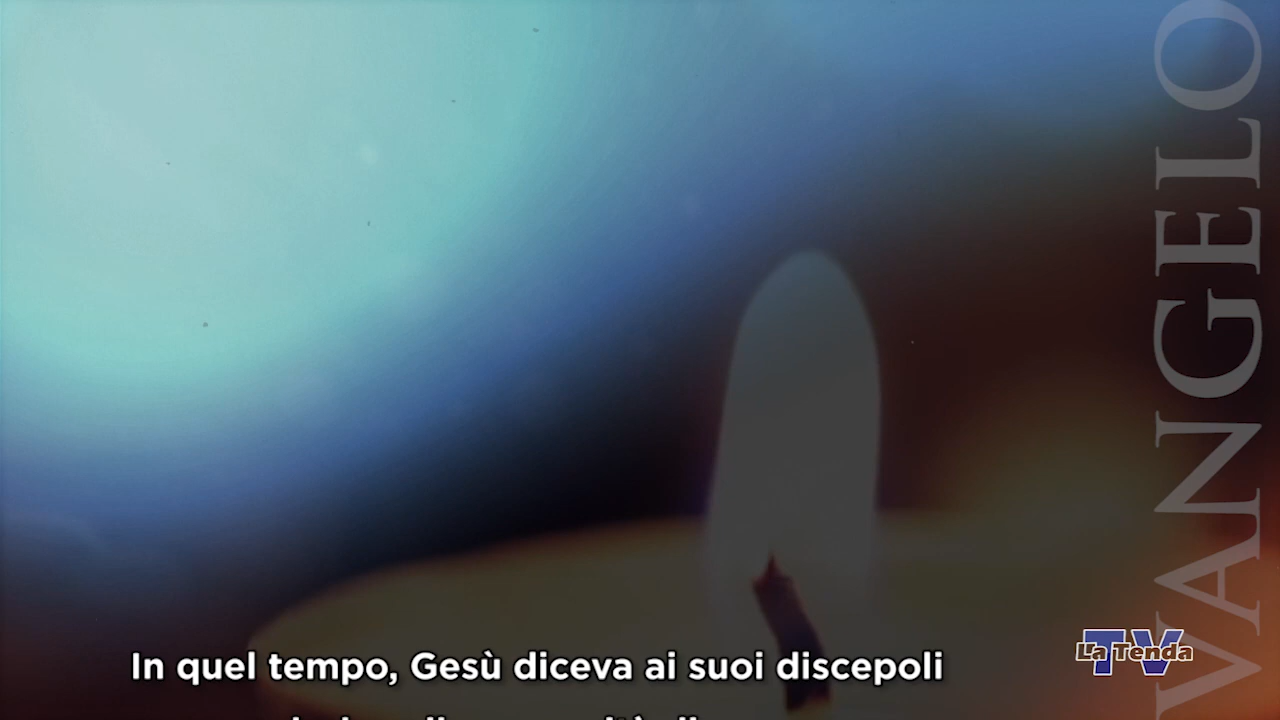 In quel tempo, Gesù diceva ai suoi discepoli
VANGELO
TV
La Tenda